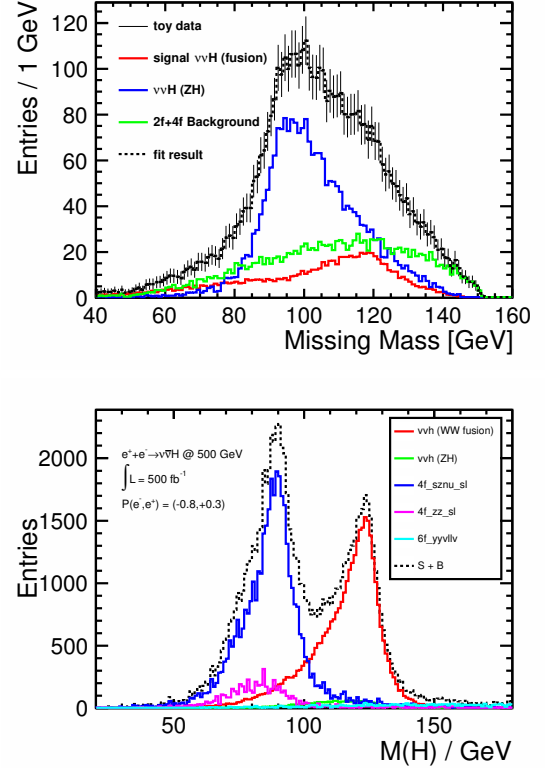 Entries / 1 GeV
120
100
80
60
40
20
0
toy data
signal ννH (fusion)
ννH (ZH)
2f+4f Background
fit result
40 60 80 100 120 140 160
Missing Mass [GeV]
Entries
2000
1500
1000
500
0
e⁺+e⁻→νν̅H @ 500 GeV
∫L = 500 fb⁻¹
P(e⁻,e⁺) = (-0.8,+0.3)
ννh (WW fusion)
ννh (ZH)
4f_sznu_sl
4f_zz_sl
6f_yyvllv
S + B
50 100 150
M(H) / GeV